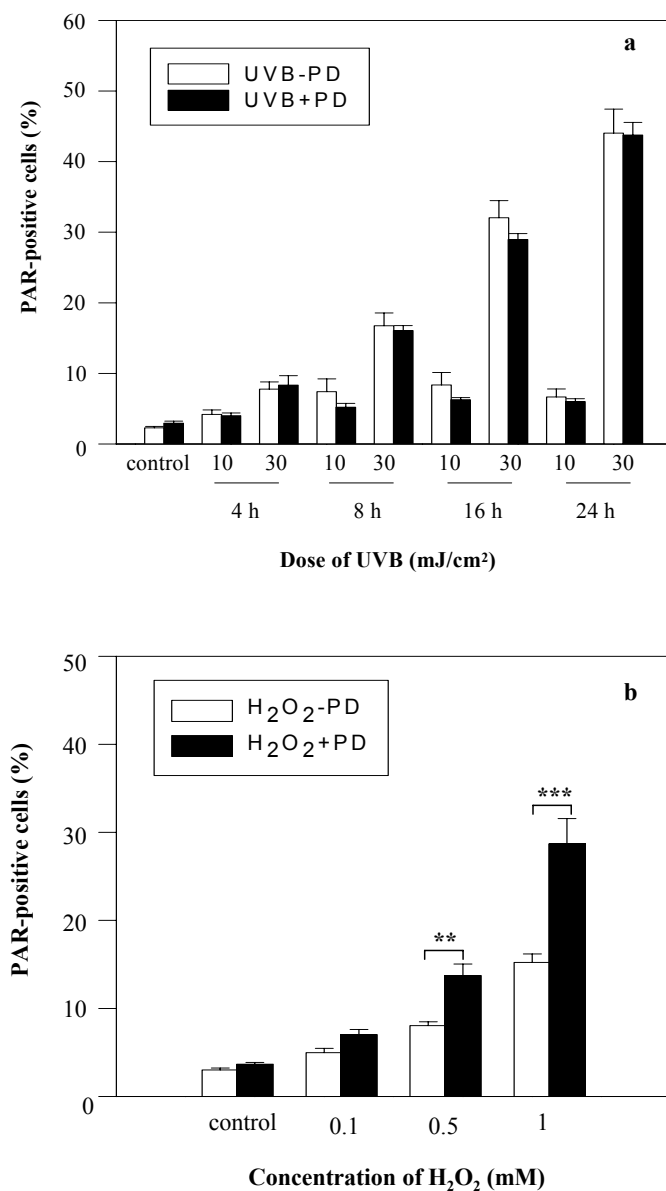 60
a
UVB-PD
UVB+PD
50
40
30
20
10
0
PAR-positive cells (%)
control 10 30 10 30 10 30 10 30
4 h 8 h 16 h 24 h
Dose of UVB (mJ/cm²)
50
b
H₂O₂-PD
H₂O₂+PD
40
30
20
10
0
PAR-positive cells (%)
***
**
control 0.1 0.5 1
Concentration of H₂O₂ (mM)